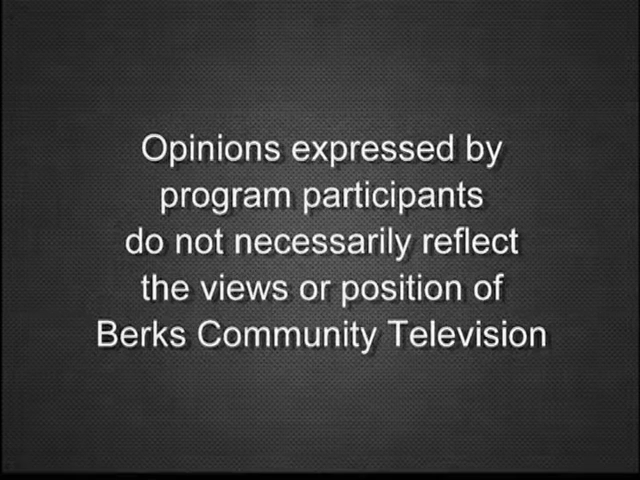 Opinions expressed by
program participants
do not necessarily reflect
the views or position of
Berks Community Television